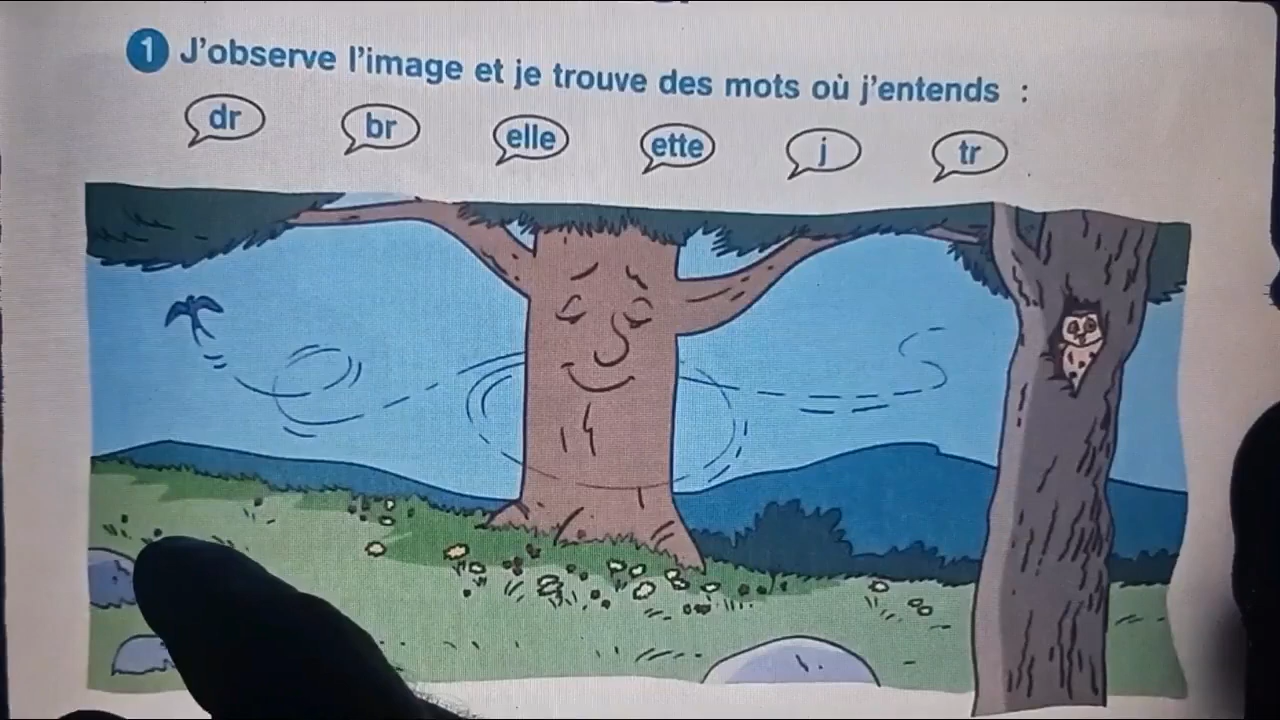 1 J'observe l'image et je trouve des mots où j'entends :
dr br elle ette j tr